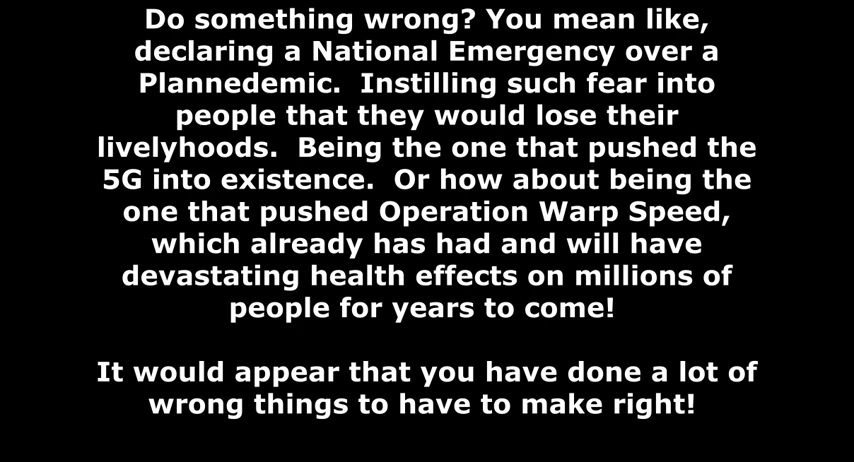 Do something wrong? You mean like,
declaring a National Emergency over a
Plannedemic.  Instilling such fear into
people that they would lose their
livelyhoods.  Being the one that pushed the
5G into existence.  Or how about being the
one that pushed Operation Warp Speed,
which already has had and will have
devastating health effects on millions of
people for years to come!
It would appear that you have done a lot of
wrong things to have to make right!